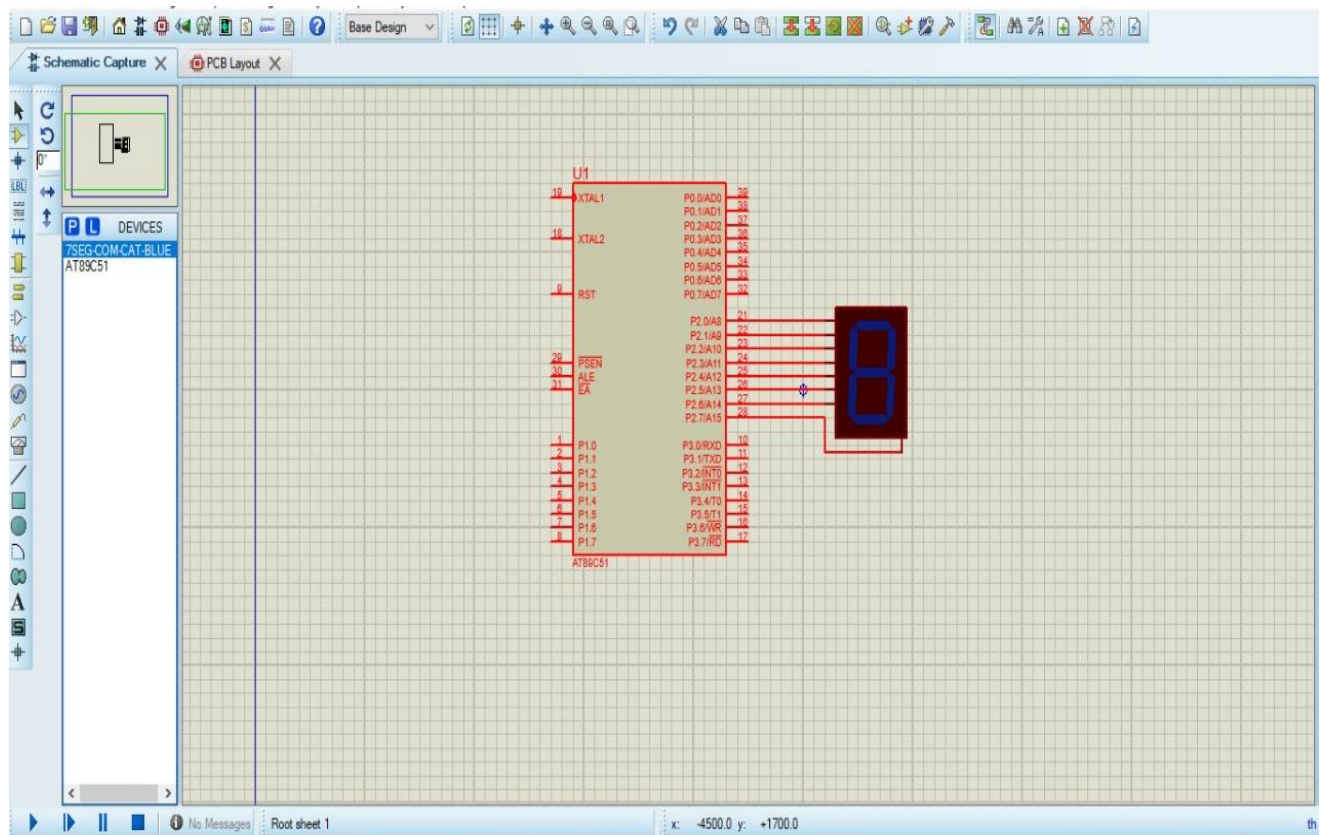 Base Design
Schematic Capture
PCB Layout
0°
LBL
P L DEVICES
7SEG-COM-CAT-BLUE
AT89C51
A
S
U1
19 XTAL1
18 XTAL2
9 RST
29 PSEN
30 ALE
31 EA
1 P1.0
2 P1.1
3 P1.2
4 P1.3
5 P1.4
6 P1.5
7 P1.6
8 P1.7
P0.0/AD0 39
P0.1/AD1 38
P0.2/AD2 37
P0.3/AD3 36
P0.4/AD4 35
P0.5/AD5 34
P0.6/AD6 33
P0.7/AD7 32
P2.0/A8 21
P2.1/A9 22
P2.2/A10 23
P2.3/A11 24
P2.4/A12 25
P2.5/A13 26
P2.6/A14 27
P2.7/A15 28
P3.0/RXD 10
P3.1/TXD 11
P3.2/INT0 12
P3.3/INT1 13
P3.4/T0 14
P3.5/T1 15
P3.6/WR 16
P3.7/RD 17
AT89C51
8
No Messages
Root sheet 1
x: -4500.0 y: +1700.0
th